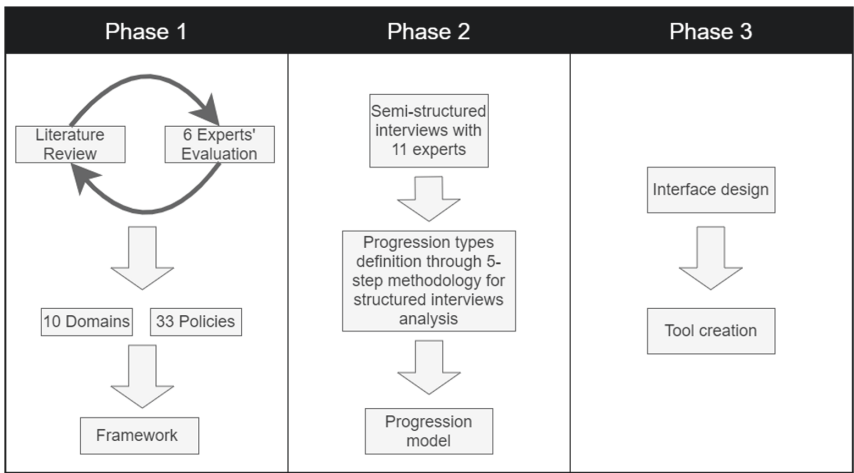 Phase 1
Phase 2
Phase 3
Literature
Review
6 Experts'
Evaluation
10 Domains
33 Policies
Framework
Semi-structured
interviews with
11 experts
Progression types
definition through 5-
step methodology for
structured interviews
analysis
Progression
model
Interface design
Tool creation